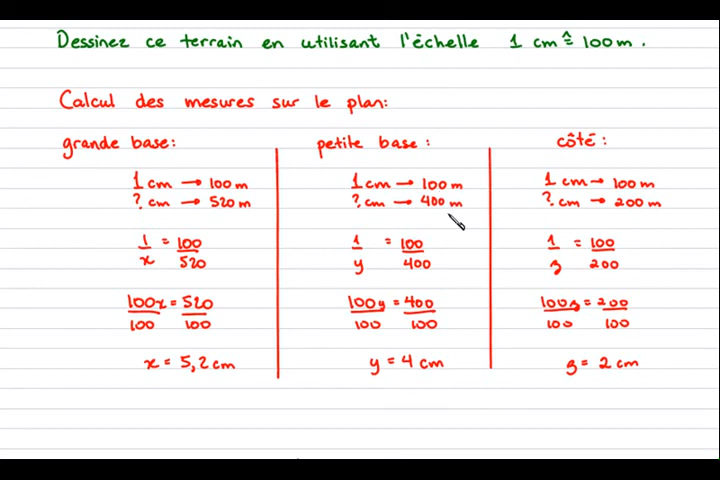 Dessinez ce terrain en utilisant l'échelle 1 cm ≙ 100 m.
Calcul des mesures sur le plan:
grande base:
1 cm → 100 m
? cm → 520 m
1/x = 100/520
100x/100 = 520/100
x = 5,2 cm
petite base:
1 cm → 100 m
? cm → 400 m
1/y = 100/400
100y/100 = 400/100
y = 4 cm
côté:
1 cm → 100 m
? cm → 200 m
1/z = 100/200
100z/100 = 200/100
z = 2 cm